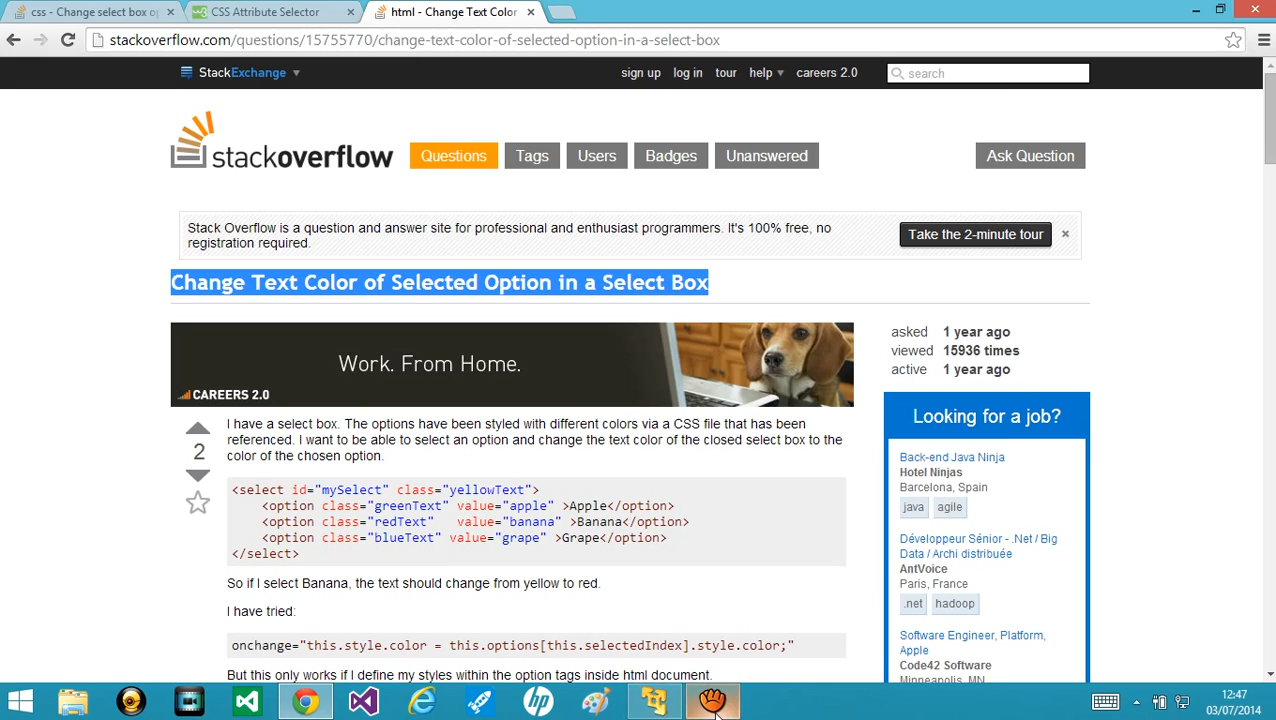 css - Change select box o
CSS Attribute Selector
html - Change Text Color
stackoverflow.com/questions/15755770/change-text-color-of-selected-option-in-a-select-box
StackExchange
sign up log in tour help careers 2.0
search
stackoverflow
Questions Tags Users Badges Unanswered Ask Question
Stack Overflow is a question and answer site for professional and enthusiast programmers. It's 100% free, no
registration required.
Take the 2-minute tour
Change Text Color of Selected Option in a Select Box
Work. From Home.
CAREERS 2.0
asked 1 year ago
viewed 15936 times
active 1 year ago
I have a select box. The options have been styled with different colors via a CSS file that has been
referenced. I want to be able to select an option and change the text color of the closed select box to the
color of the chosen option.
2
<select id="mySelect" class="yellowText">
<option class="greenText" value="apple" >Apple</option>
<option class="redText" value="banana" >Banana</option>
<option class="blueText" value="grape" >Grape</option>
</select>
So if I select Banana, the text should change from yellow to red.
I have tried:
onchange="this.style.color = this.options[this.selectedIndex].style.color;"
But this only works if I define my styles within the option tags inside html document.
Looking for a job?
Back-end Java Ninja
Hotel Ninjas
Barcelona, Spain
java agile
Développeur Sénior - .Net / Big
Data / Archi distribuée
AntVoice
Paris, France
.net hadoop
Software Engineer, Platform,
Apple
Code42 Software
Minneapolis, MN
12:47
03/07/2014